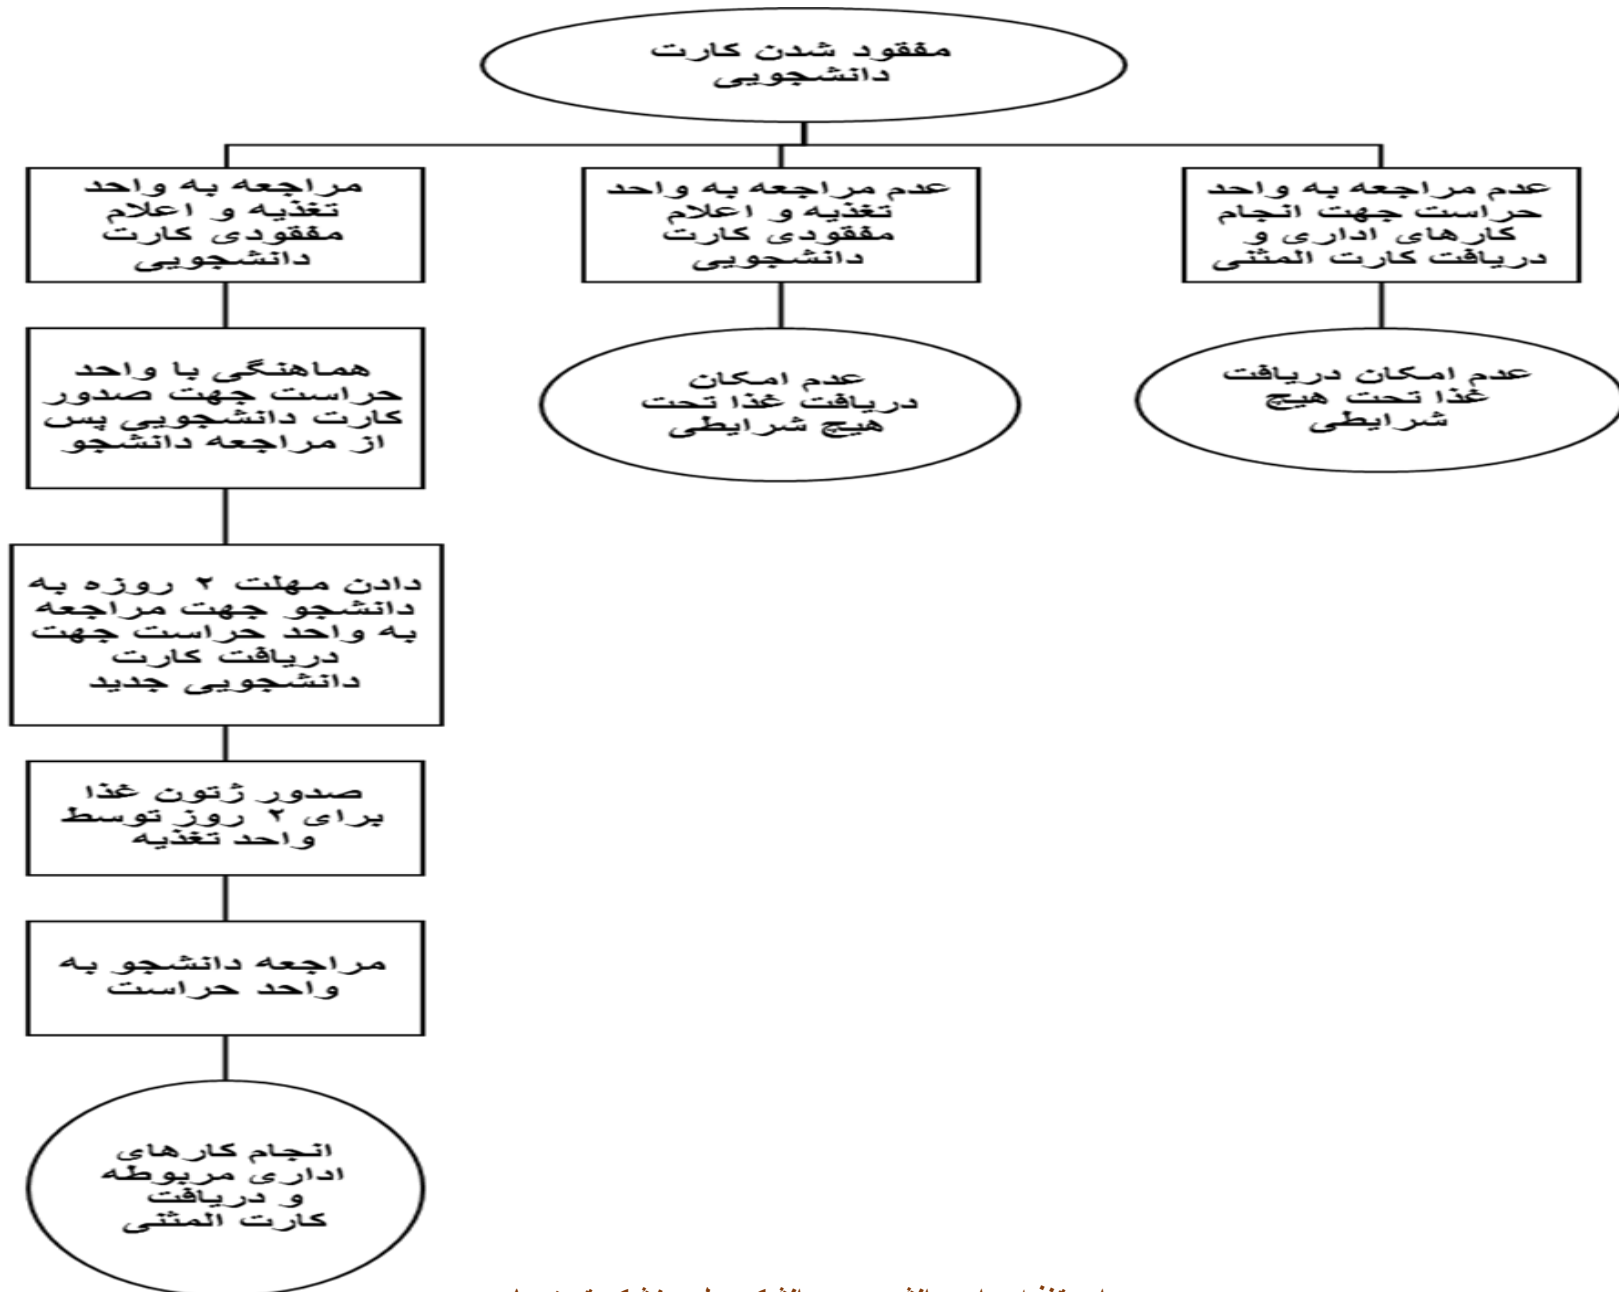 مفقود شدن کارت
دانشجویی
عدم مراجعه به واحد
حراست جهت انجام
کارهای اداری و
دریافت کارت المثنی
عدم امکان دریافت
غذا تحت هیچ
شرایطی
عدم مراجعه به واحد
تغذیه و اعلام
مفقودی کارت
دانشجویی
عدم امکان
دریافت غذا تحت
هیچ شرایطی
مراجعه به واحد
تغذیه و اعلام
مفقودی کارت
دانشجویی
هماهنگی با واحد
حراست جهت صدور
کارت دانشجویی پس
از مراجعه دانشجو
دادن مهلت ۲ روزه به
دانشجو جهت مراجعه
به واحد حراست جهت
دریافت کارت
دانشجویی جدید
صدور ژتون غذا
برای ۲ روز توسط
واحد تغذیه
مراجعه دانشجو به
واحد حراست
انجام کارهای
اداری مربوطه
و دریافت
کارت المثنی